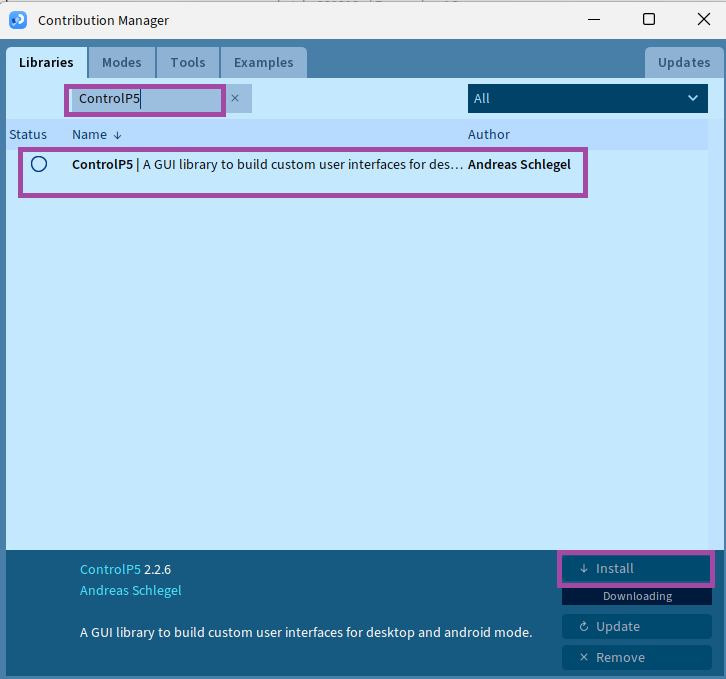 Contribution Manager
Libraries Modes Tools Examples Updates
ControlP5 × All
Status Name ↓ Author
ControlP5 | A GUI library to build custom user interfaces for des... Andreas Schlegel
ControlP5 2.2.6
Andreas Schlegel
A GUI library to build custom user interfaces for desktop and android mode.
↓ Install
Downloading
Update
× Remove